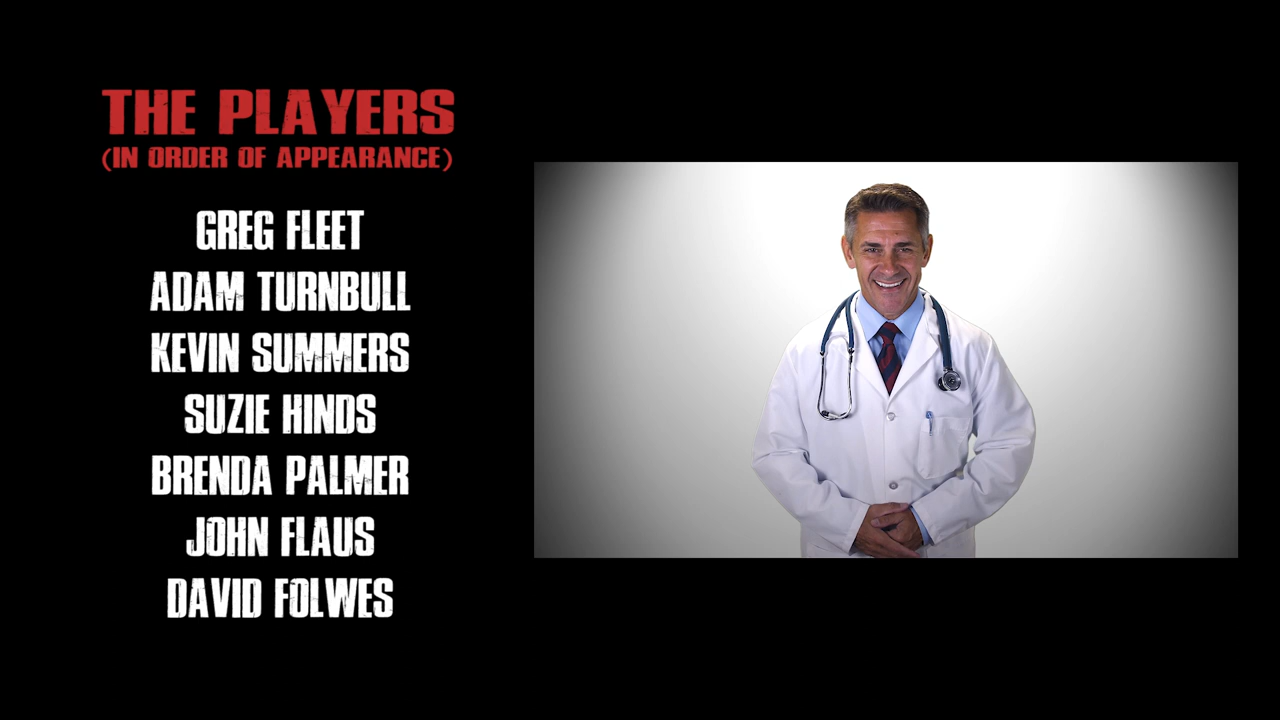 THE PLAYERS
(IN ORDER OF APPEARANCE)
GREG FLEET
ADAM TURNBULL
KEVIN SUMMERS
SUZIE HINDS
BRENDA PALMER
JOHN FLAUS
DAVID FOLWES